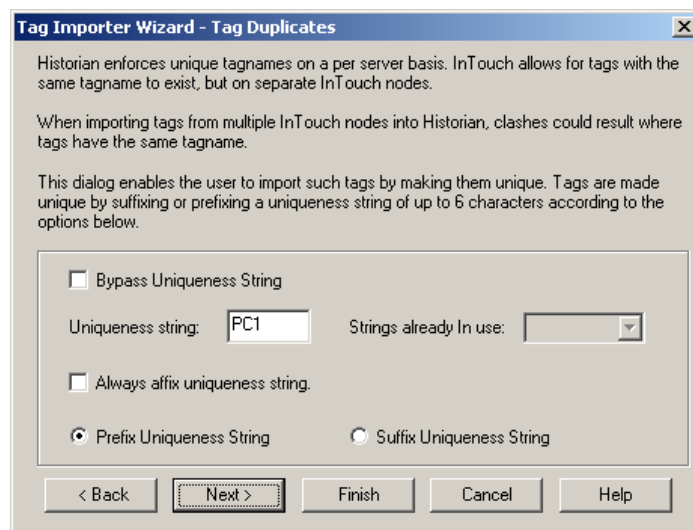 Tag Importer Wizard - Tag Duplicates
Historian enforces unique tagnames on a per server basis. InTouch allows for tags with the
same tagname to exist, but on separate InTouch nodes.
When importing tags from multiple InTouch nodes into Historian, clashes could result where
tags have the same tagname.
This dialog enables the user to import such tags by making them unique. Tags are made
unique by suffixing or prefixing a uniqueness string of up to 6 characters according to the
options below.
Bypass Uniqueness String
Uniqueness string: PC1 Strings already In use:
Always affix uniqueness string.
Prefix Uniqueness String Suffix Uniqueness String
< Back Next > Finish Cancel Help